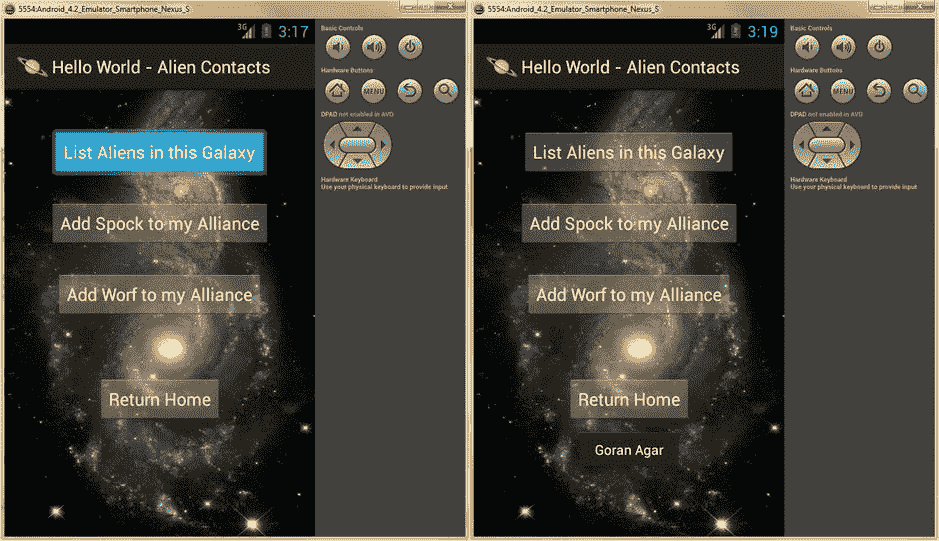 5554:Android_4.2_Emulator_Smartphone_Nexus_S
3G 3:17
Hello World - Alien Contacts
List Aliens in this Galaxy
Add Spock to my Alliance
Add Worf to my Alliance
Return Home
Basic Controls
Hardware Buttons
MENU
DPAD not enabled in AVD
Hardware Keyboard
Use your physical keyboard to provide input
5554:Android_4.2_Emulator_Smartphone_Nexus_S
3G 3:19
Hello World - Alien Contacts
List Aliens in this Galaxy
Add Spock to my Alliance
Add Worf to my Alliance
Return Home
Goran Agar
Basic Controls
Hardware Buttons
MENU
DPAD not enabled in AVD
Hardware Keyboard
Use your physical keyboard to provide input